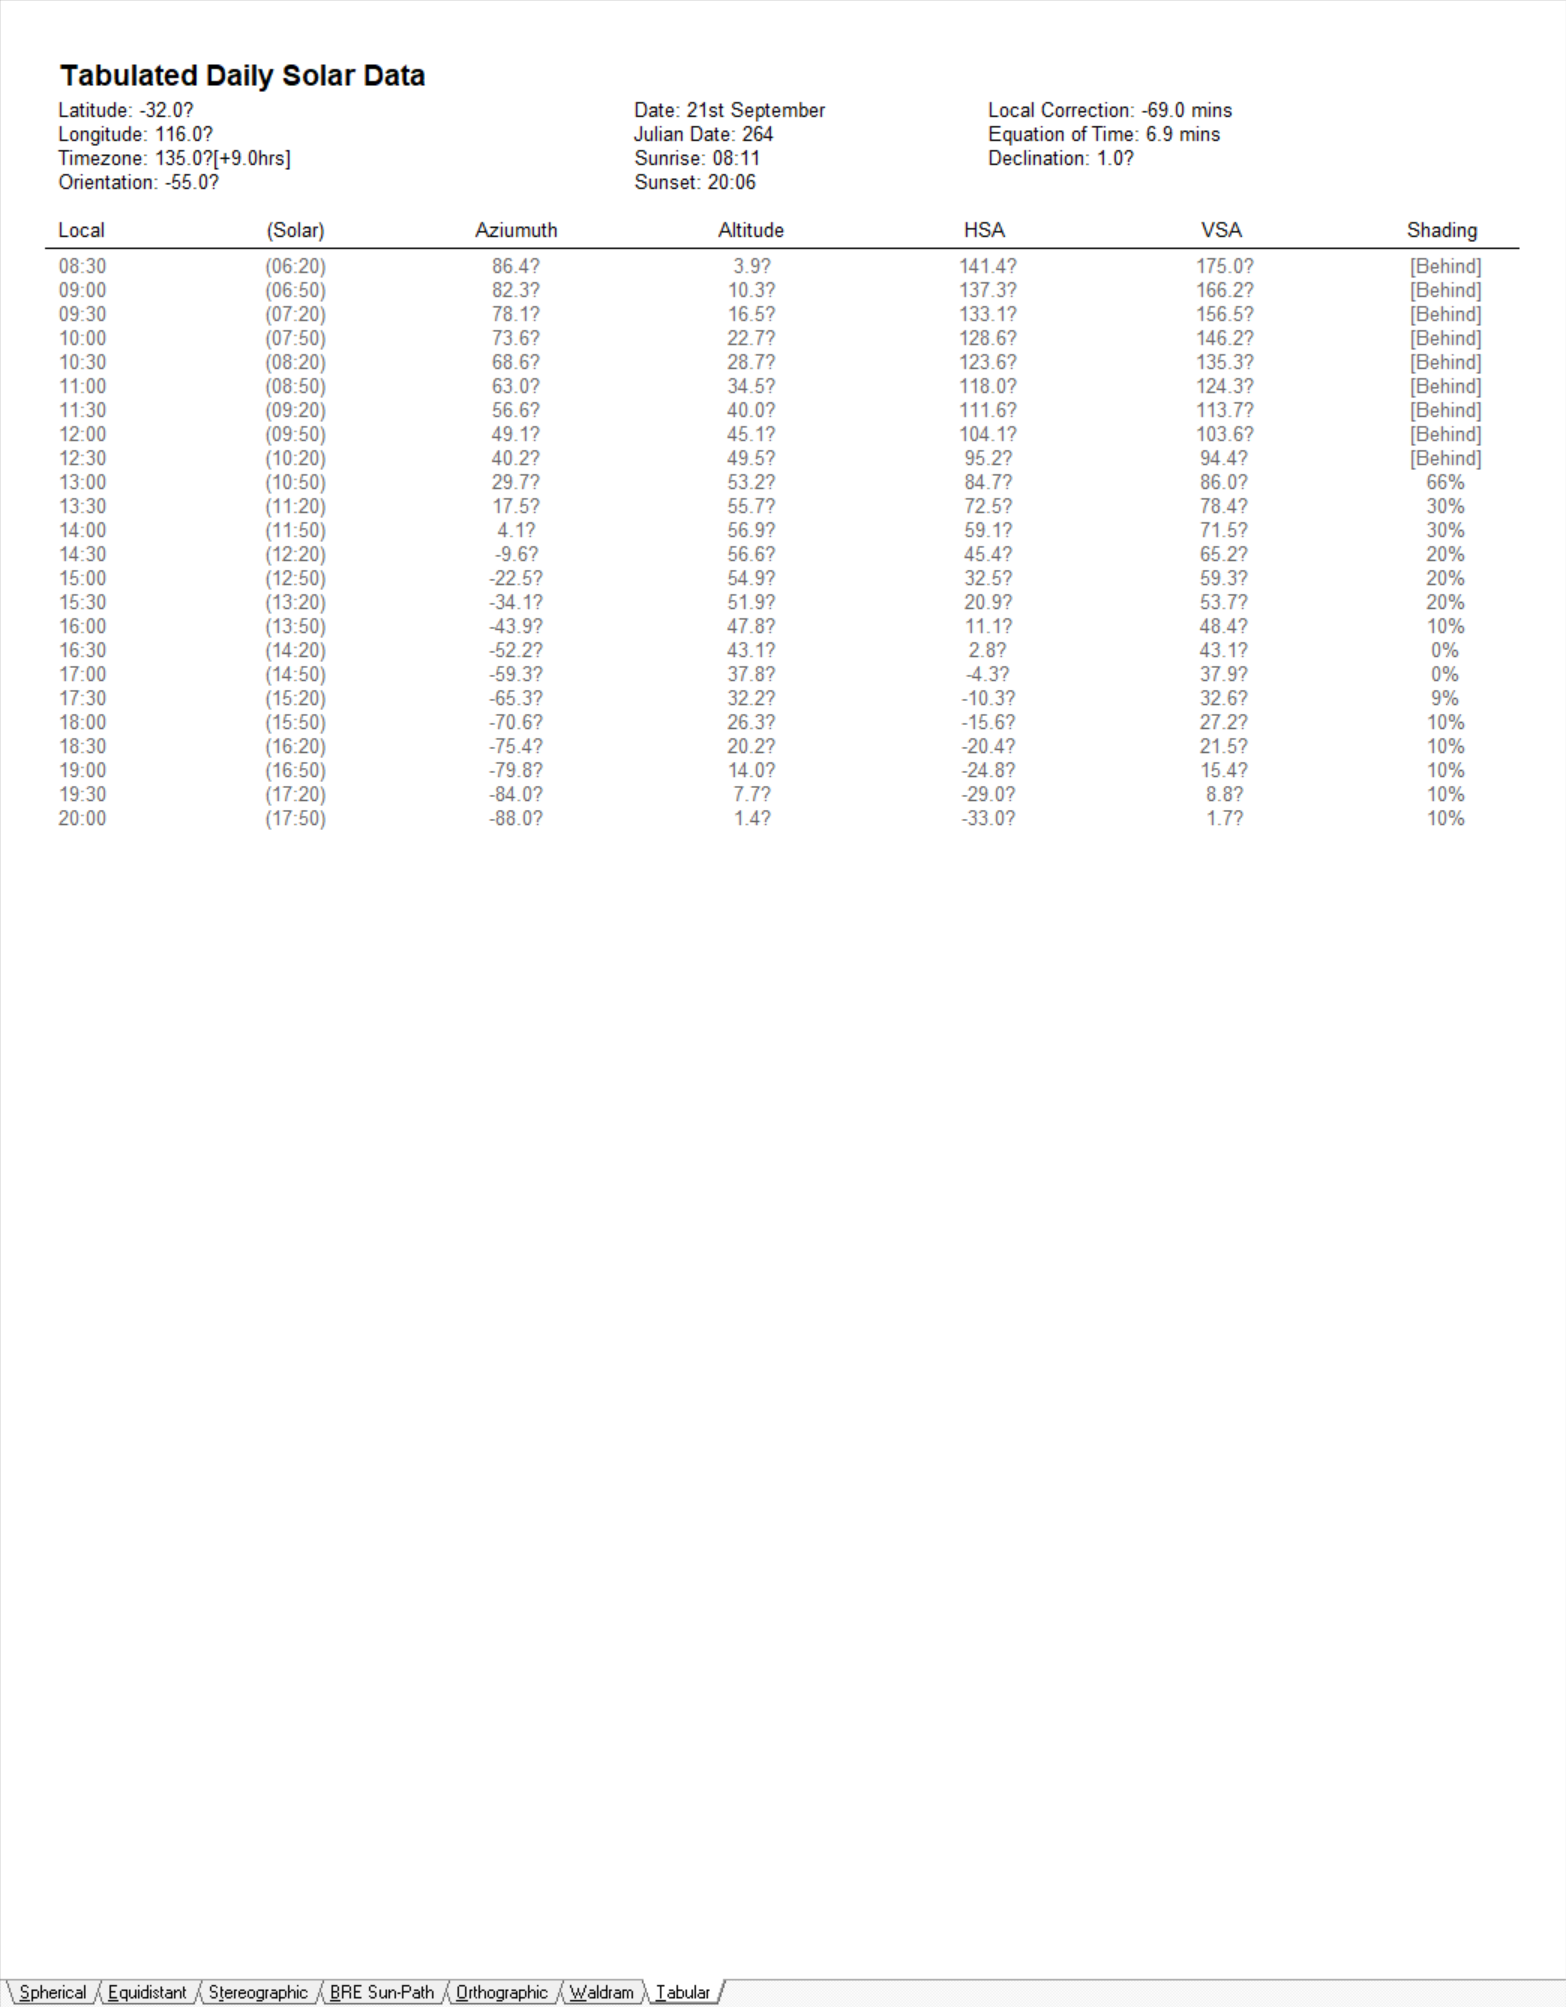 Tabulated Daily Solar Data
Latitude: -32.0? Date: 21st September Local Correction: -69.0 mins
Longitude: 116.0? Julian Date: 264 Equation of Time: 6.9 mins
Timezone: 135.0?[+9.0hrs] Sunrise: 08:11 Declination: 1.0?
Orientation: -55.0? Sunset: 20:06
Local (Solar) Aziumuth Altitude HSA VSA Shading
08:30 (06:20) 86.4? 3.9? 141.4? 175.0? [Behind]
09:00 (06:50) 82.3? 10.3? 137.3? 166.2? [Behind]
09:30 (07:20) 78.1? 16.5? 133.1? 156.5? [Behind]
10:00 (07:50) 73.6? 22.7? 128.6? 146.2? [Behind]
10:30 (08:20) 68.6? 28.7? 123.6? 135.3? [Behind]
11:00 (08:50) 63.0? 34.5? 118.0? 124.3? [Behind]
11:30 (09:20) 56.6? 40.0? 111.6? 113.7? [Behind]
12:00 (09:50) 49.1? 45.1? 104.1? 103.6? [Behind]
12:30 (10:20) 40.2? 49.5? 95.2? 94.4? [Behind]
13:00 (10:50) 29.7? 53.2? 84.7? 86.0? 66%
13:30 (11:20) 17.5? 55.7? 72.5? 78.4? 30%
14:00 (11:50) 4.1? 56.9? 59.1? 71.5? 30%
14:30 (12:20) -9.6? 56.6? 45.4? 65.2? 20%
15:00 (12:50) -22.5? 54.9? 32.5? 59.3? 20%
15:30 (13:20) -34.1? 51.9? 20.9? 53.7? 20%
16:00 (13:50) -43.9? 47.8? 11.1? 48.4? 10%
16:30 (14:20) -52.2? 43.1? 2.8? 43.1? 0%
17:00 (14:50) -59.3? 37.8? -4.3? 37.9? 0%
17:30 (15:20) -65.3? 32.2? -10.3? 32.6? 9%
18:00 (15:50) -70.6? 26.3? -15.6? 27.2? 10%
18:30 (16:20) -75.4? 20.2? -20.4? 21.5? 10%
19:00 (16:50) -79.8? 14.0? -24.8? 15.4? 10%
19:30 (17:20) -84.0? 7.7? -29.0? 8.8? 10%
20:00 (17:50) -88.0? 1.4? -33.0? 1.7? 10%
Spherical Equidistant Stereographic BRE Sun-Path Orthographic Waldram Tabular